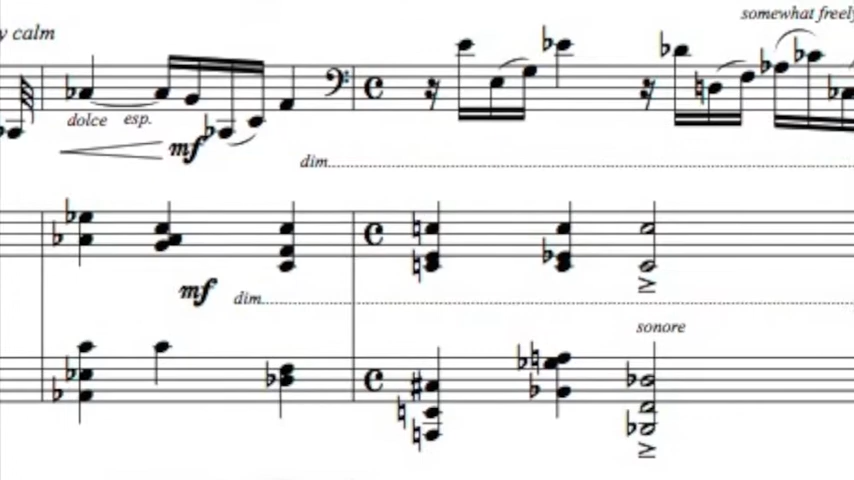 somewhat freely
y calm
dolce esp.
mf
dim.
mf
dim.
sonore